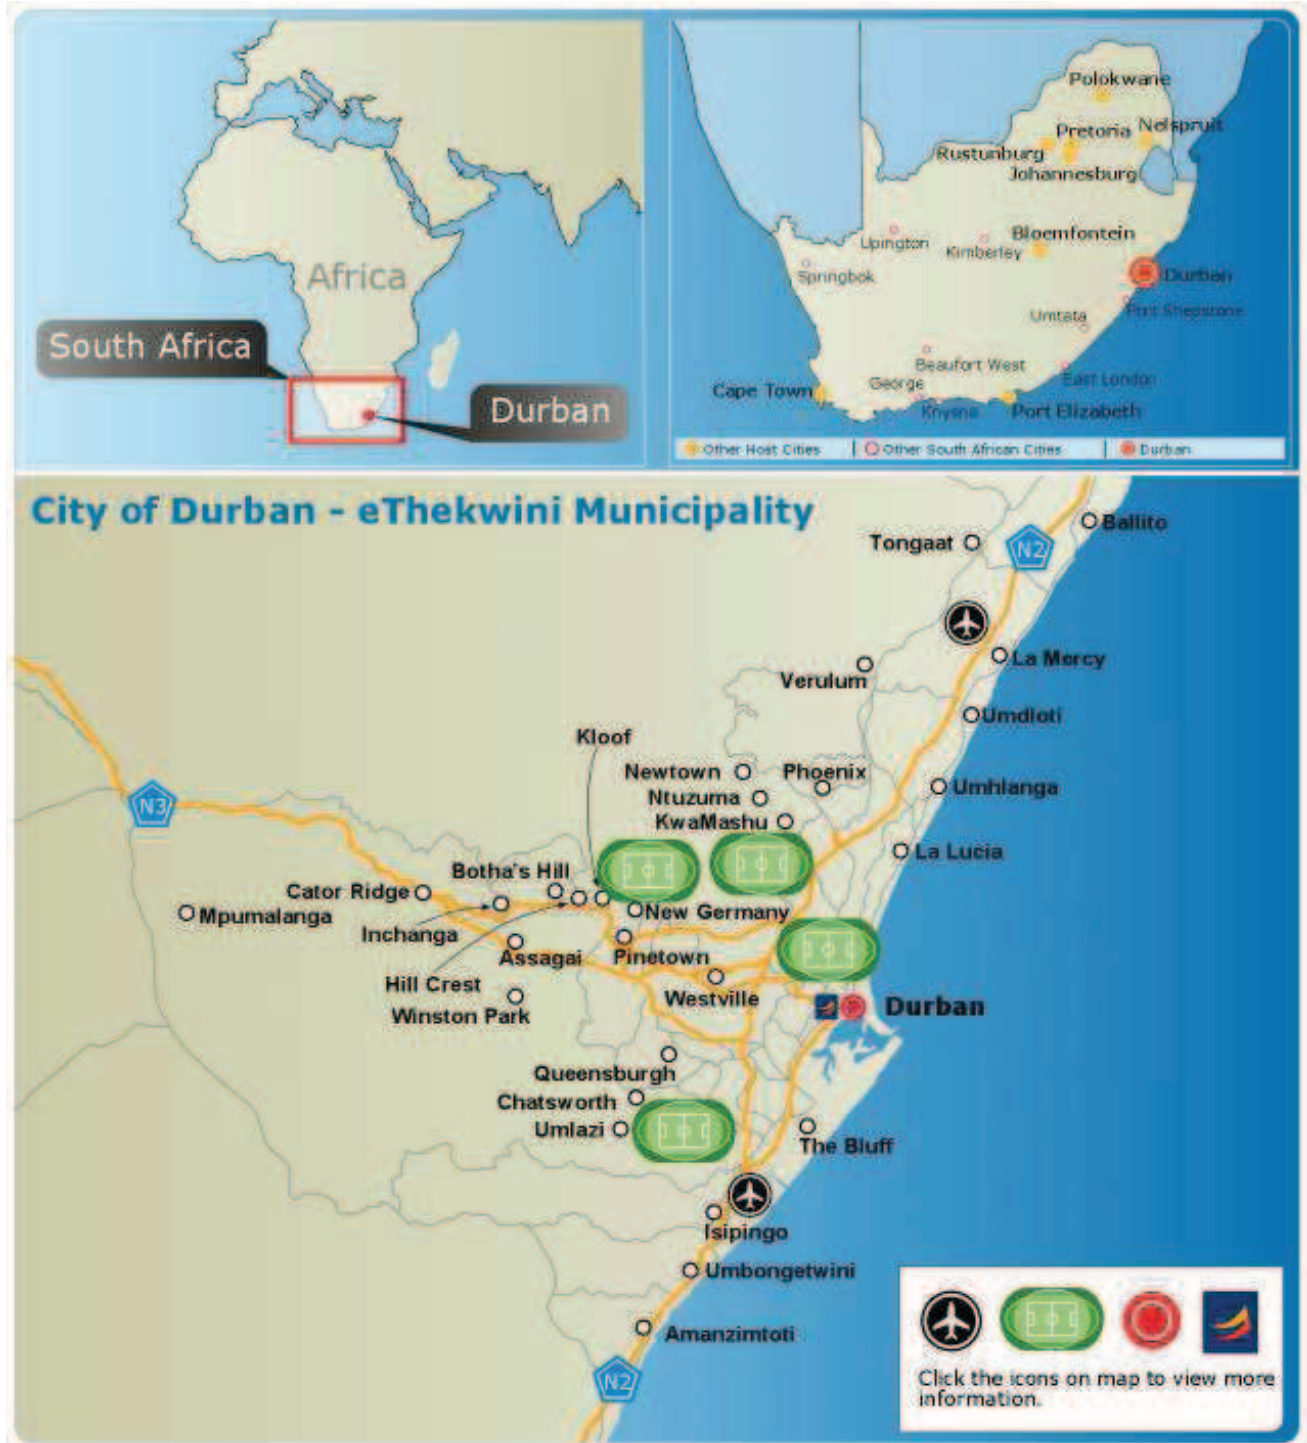 Africa
South Africa
Durban
Polokwane
Pretoria
Nelspruit
Rustunburg
Johannesburg
Bloemfontein
Upington
Kimberley
Springbok
Durban
Port Shepstone
Umtata
Beaufort West
George
East London
Cape Town
Knysna
Port Elizabeth
Other Host Cities
Other South African Cities
Durban
City of Durban - eThekwini Municipality
Ballito
Tongaat
N2
La Mercy
Verulum
Umdloti
Kloof
Newtown
Phoenix
Ntuzuma
Umhlanga
N3
KwaMashu
La Lucia
Botha's Hill
Cator Ridge
Mpumalanga
New Germany
Inchanga
Assagai
Pinetown
Hill Crest
Westville
Winston Park
Durban
Queensburgh
Chatsworth
Umlazi
The Bluff
Isipingo
Umbongetwini
Amanzimtoti
N2
Click the icons on map to view more
information.